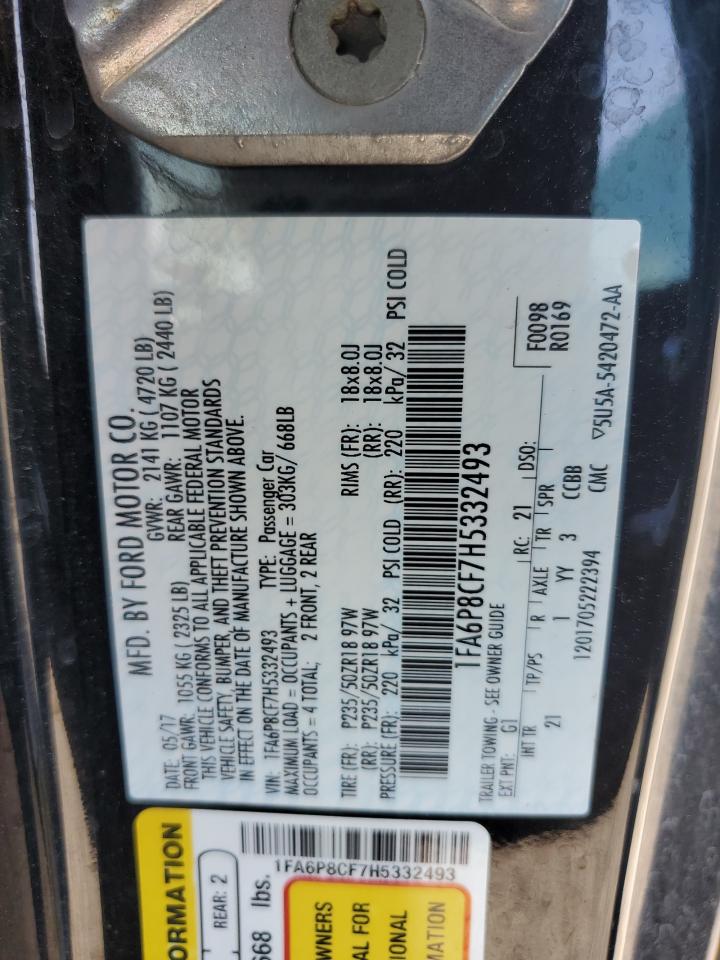 MFD. BY FORD MOTOR CO.
DATE: 05/17 GVWR: 2141 KG ( 4720 LB)
FRONT GAWR: 1055 KG ( 2325 LB) REAR GAWR: 1107 KG ( 2440 LB)
THIS VEHICLE CONFORMS TO ALL APPLICABLE FEDERAL MOTOR
VEHICLE SAFETY, BUMPER, AND THEFT PREVENTION STANDARDS
IN EFFECT ON THE DATE OF MANUFACTURE SHOWN ABOVE.
VIN: 1FA6P8CF7H5332493 TYPE: Passenger Car
MAXIMUM LOAD = OCCUPANTS + LUGGAGE = 303KG/ 668LB
OCCUPANTS = 4 TOTAL; 2 FRONT, 2 REAR
TIRE (FR): P235/50ZR18 97W RIMS (FR): 18x8.0J
(RR): P235/50ZR18 97W (RR): 18x8.0J
PRESSURE (FR): 220 kPa/ 32 PSI COLD (RR): 220 kPa/ 32 PSI COLD
1FA6P8CF7H5332493
TRAILER TOWING - SEE OWNER GUIDE
EXT PNT: G1 RC: 21 DSO:
F0098
R0169
INT TR TP/PS R AXLE TR SPR
21 1 YY 3 CCBB
1201705222394 CMC ▽5U5A-5420472-AA
ORMATION
REAR: 2
668 lbs.
1FA6P8CF7H5332493
WNERS
AL FOR
IONAL
MATION